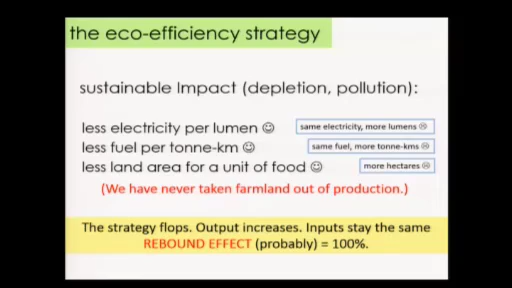 the eco-efficiency strategy
sustainable Impact (depletion, pollution):
less electricity per lumen ☺
same electricity, more lumens ☹
less fuel per tonne-km ☺
same fuel, more tonne-kms ☹
less land area for a unit of food ☺
more hectares ☹
(We have never taken farmland out of production.)
The strategy flops. Output increases. Inputs stay the same
REBOUND EFFECT (probably) = 100%.